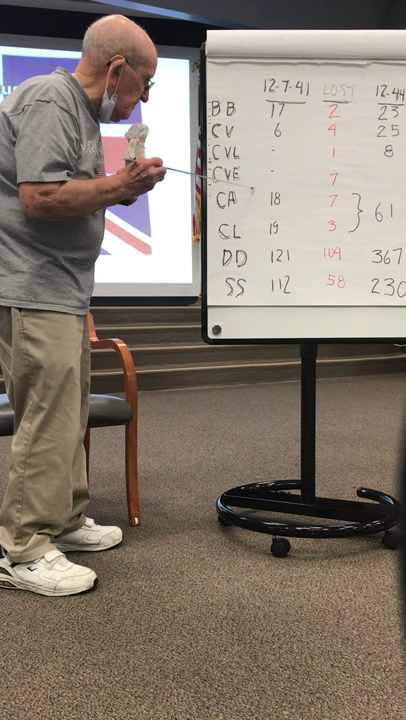 12-7-41 LOST 12-44
BB 17 2 23
CV 6 4 25
CVL - 1 8
CVE - 7
CA 18 7 } 61
CL 19 3
DD 121 104 367
SS 112 58 230